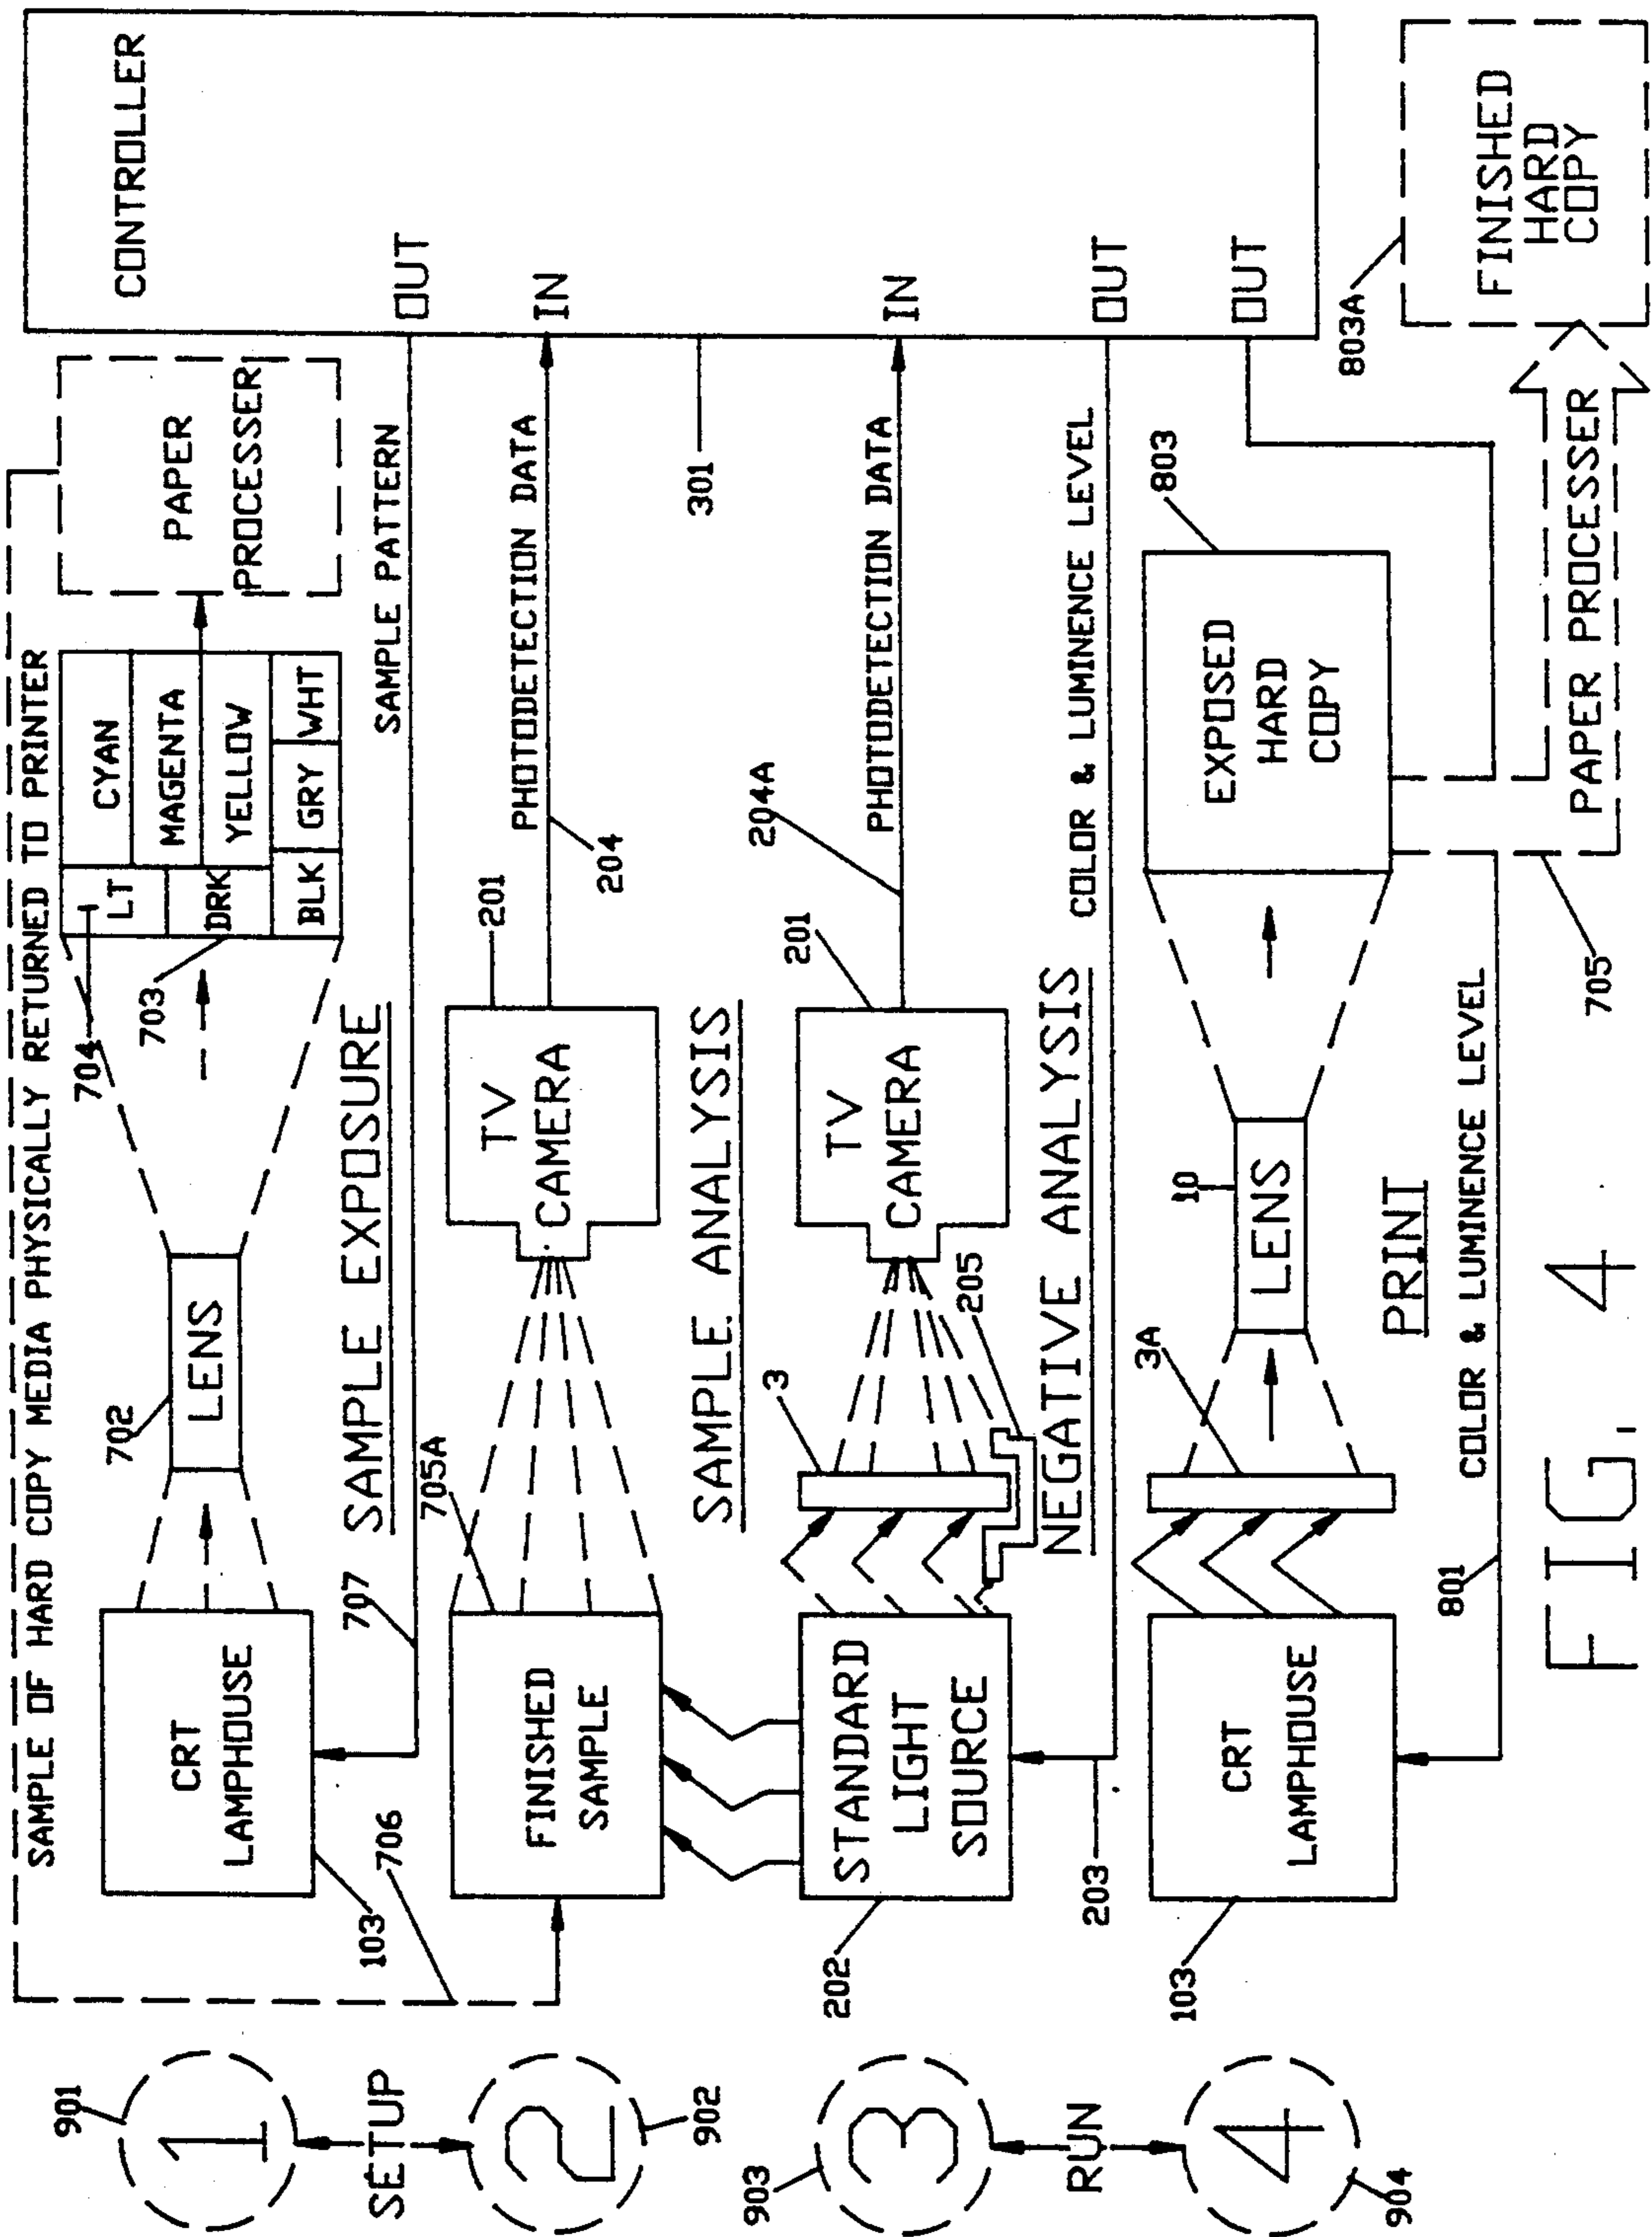 SAMPLE OF HARD COPY MEDIA PHYSICALLY RETURNED TO PRINTER
901
1
SETUP
2
902
103
706
CRT
LAMPHOUSE
702
LENS
704
703
LT
DRK
BLK
CYAN
MAGENTA
YELLOW
GRY
WHT
PAPER
PROCESSER
CONTROLLER
SAMPLE EXPOSURE
707
SAMPLE PATTERN
OUT
705A
FINISHED
SAMPLE
TV
CAMERA
201
PHOTODETECTION DATA
204
IN
SAMPLE ANALYSIS
301
903
3
RUN
4
904
202
STANDARD
LIGHT
SOURCE
3
205
TV
CAMERA
201
204A
PHOTODETECTION DATA
IN
NEGATIVE ANALYSIS
203
COLOR & LUMINENCE LEVEL
OUT
103
CRT
LAMPHOUSE
3A
10
LENS
EXPOSED
HARD
COPY
803
OUT
PRINT
801
COLOR & LUMINENCE LEVEL
705
PAPER PROCESSER
803A
FINISHED
HARD
COPY
FIG. 4